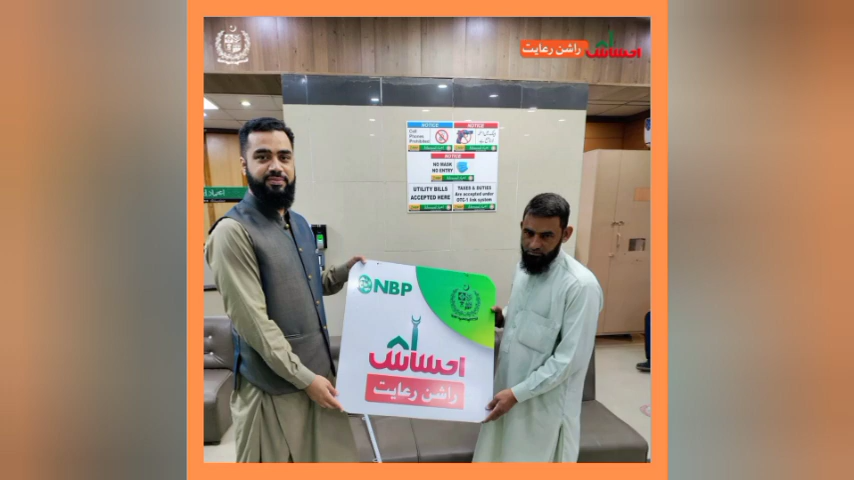 راشن رعایت
احساس
NOTICE
Cell
Phones
Prohibited
NOTICE
NOTICE
NO MASK
NO ENTRY
UTILITY BILLS
ACCEPTED HERE
TAXES & DUTIES
Are accepted under
OTC-1 link system
NBP
احساس
راشن رعایت